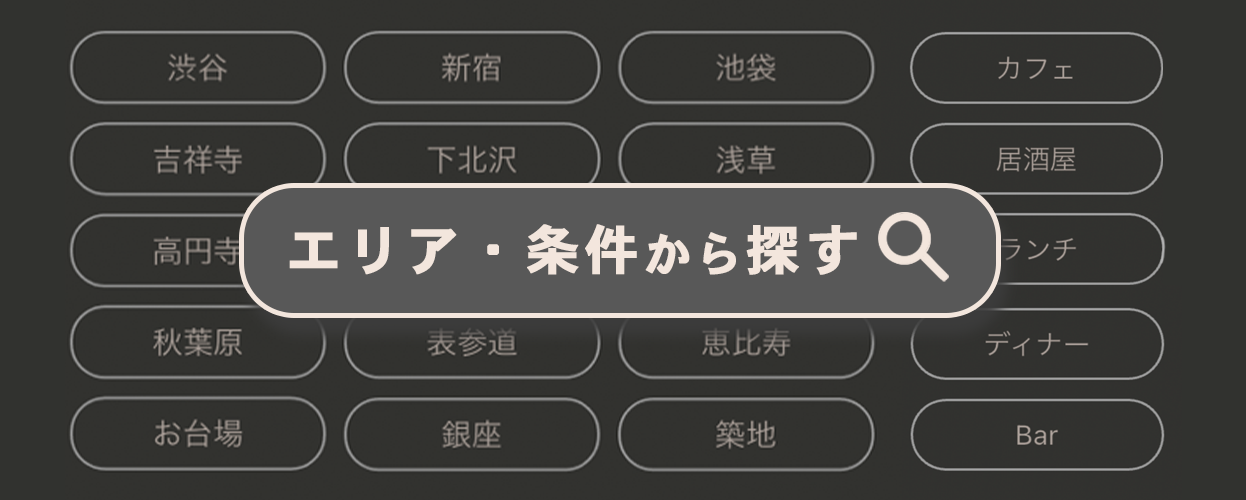 渋谷 新宿 池袋 カフェ
吉祥寺 下北沢 浅草 居酒屋
高円寺 ランチ
エリア・条件から探す
秋葉原 表参道 恵比寿 ディナー
お台場 銀座 築地 Bar